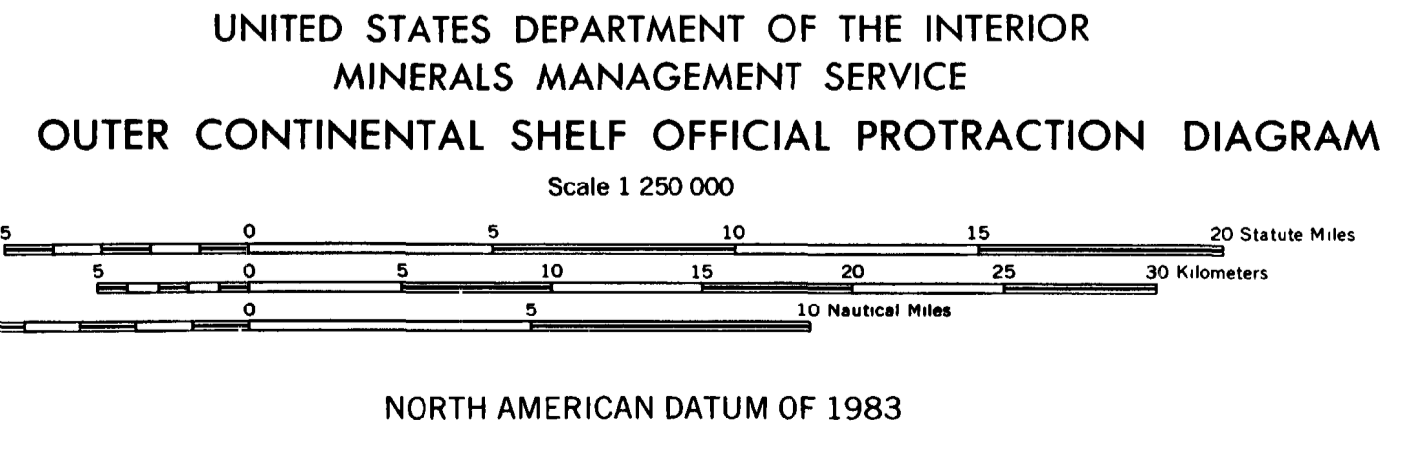 UNITED STATES DEPARTMENT OF THE INTERIOR
MINERALS MANAGEMENT SERVICE
OUTER CONTINENTAL SHELF OFFICIAL PROTRACTION DIAGRAM
Scale 1 250 000
5 0 5 10 15 20 Statute Miles
5 0 5 10 15 20 25 30 Kilometers
0 5 10 Nautical Miles
NORTH AMERICAN DATUM OF 1983